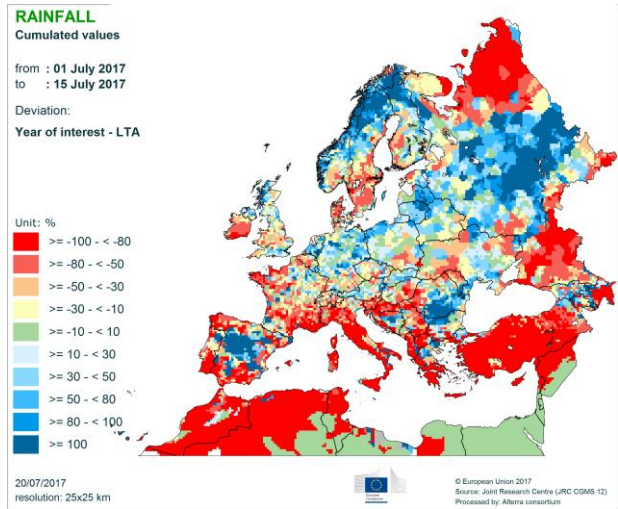 RAINFALL
Cumulated values
from : 01 July 2017
to : 15 July 2017
Deviation:
Year of interest - LTA
Unit: %
>= -100 - < -80
>= -80 - < -50
>= -50 - < -30
>= -30 - < -10
>= -10 - < 10
>= 10 - < 30
>= 30 - < 50
>= 50 - < 80
>= 80 - < 100
>= 100
20/07/2017
resolution: 25x25 km
© European Union 2017
Source: Joint Research Centre (JRC CGMS 12)
Processed by: Alterra consortium